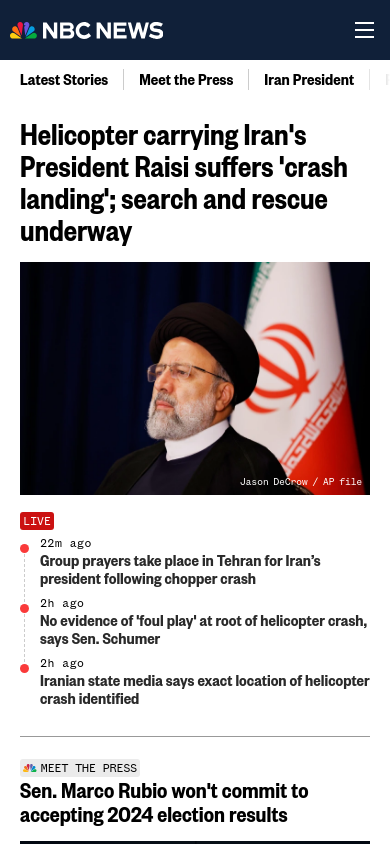 NBC NEWS
Latest Stories
Meet the Press
Iran President
Helicopter carrying Iran's
President Raisi suffers 'crash
landing'; search and rescue
underway
Jason DeCrow / AP file
LIVE
22m ago
Group prayers take place in Tehran for Iran’s
president following chopper crash
2h ago
No evidence of 'foul play' at root of helicopter crash,
says Sen. Schumer
2h ago
Iranian state media says exact location of helicopter
crash identified
MEET THE PRESS
Sen. Marco Rubio won't commit to
accepting 2024 election results